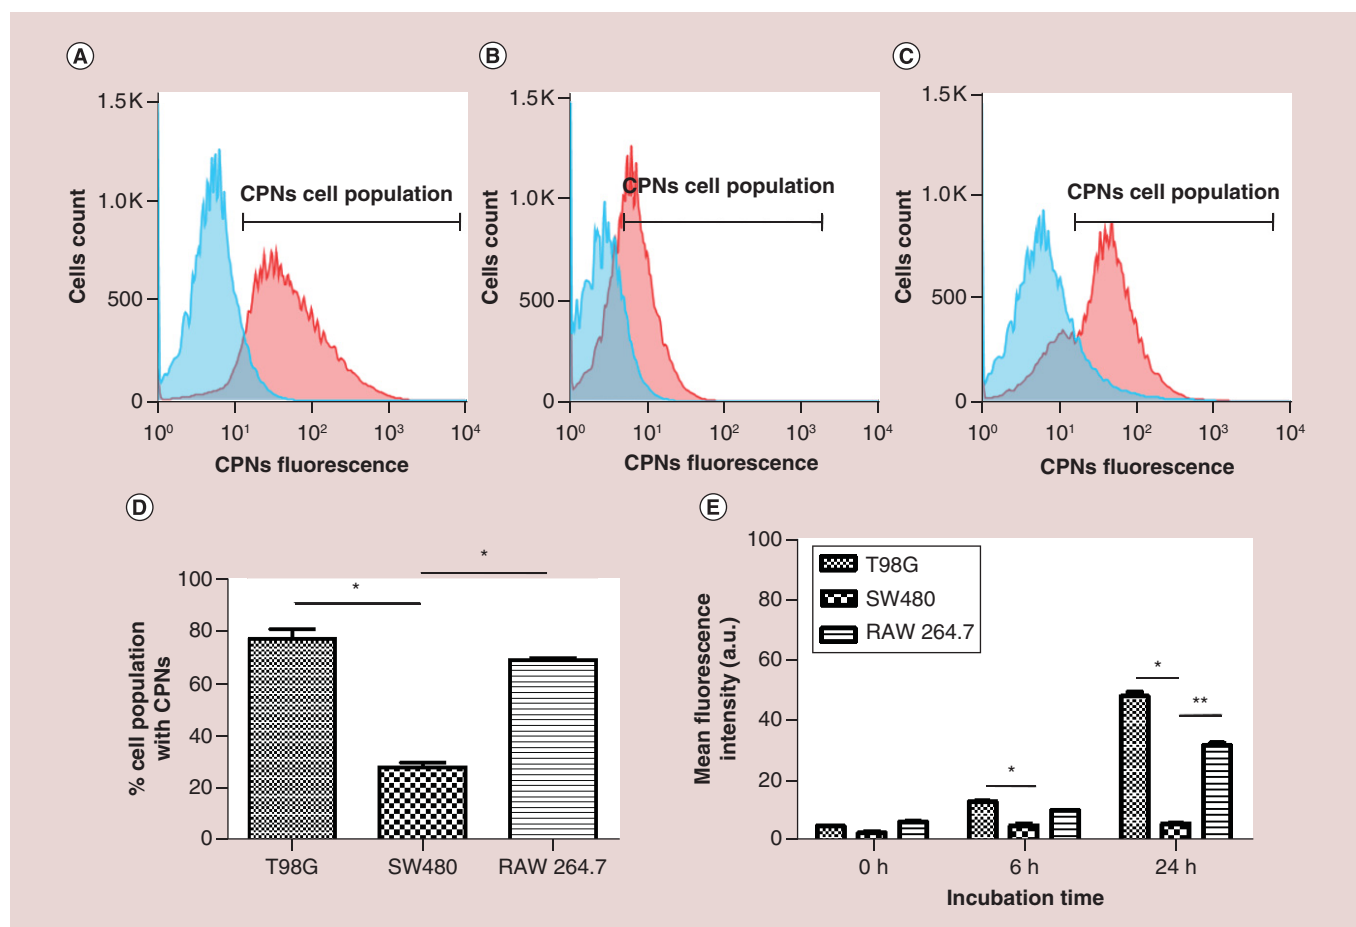 A
1.5K
1.0K
500
0
Cells count
CPNs cell population
10⁰ 10¹ 10² 10³ 10⁴
CPNs fluorescence
B
1.5K
1.0K
500
0
Cells count
CPNs cell population
10⁰ 10¹ 10² 10³ 10⁴
CPNs fluorescence
C
1.5K
1.0K
500
0
Cells count
CPNs cell population
10⁰ 10¹ 10² 10³ 10⁴
CPNs fluorescence
D
% cell population
with CPNs
100
80
60
40
20
0
*
*
T98G SW480 RAW 264.7
E
Mean fluorescence
intensity (a.u.)
100
80
60
40
20
0
T98G
SW480
RAW 264.7
*
*
**
0 h 6 h 24 h
Incubation time